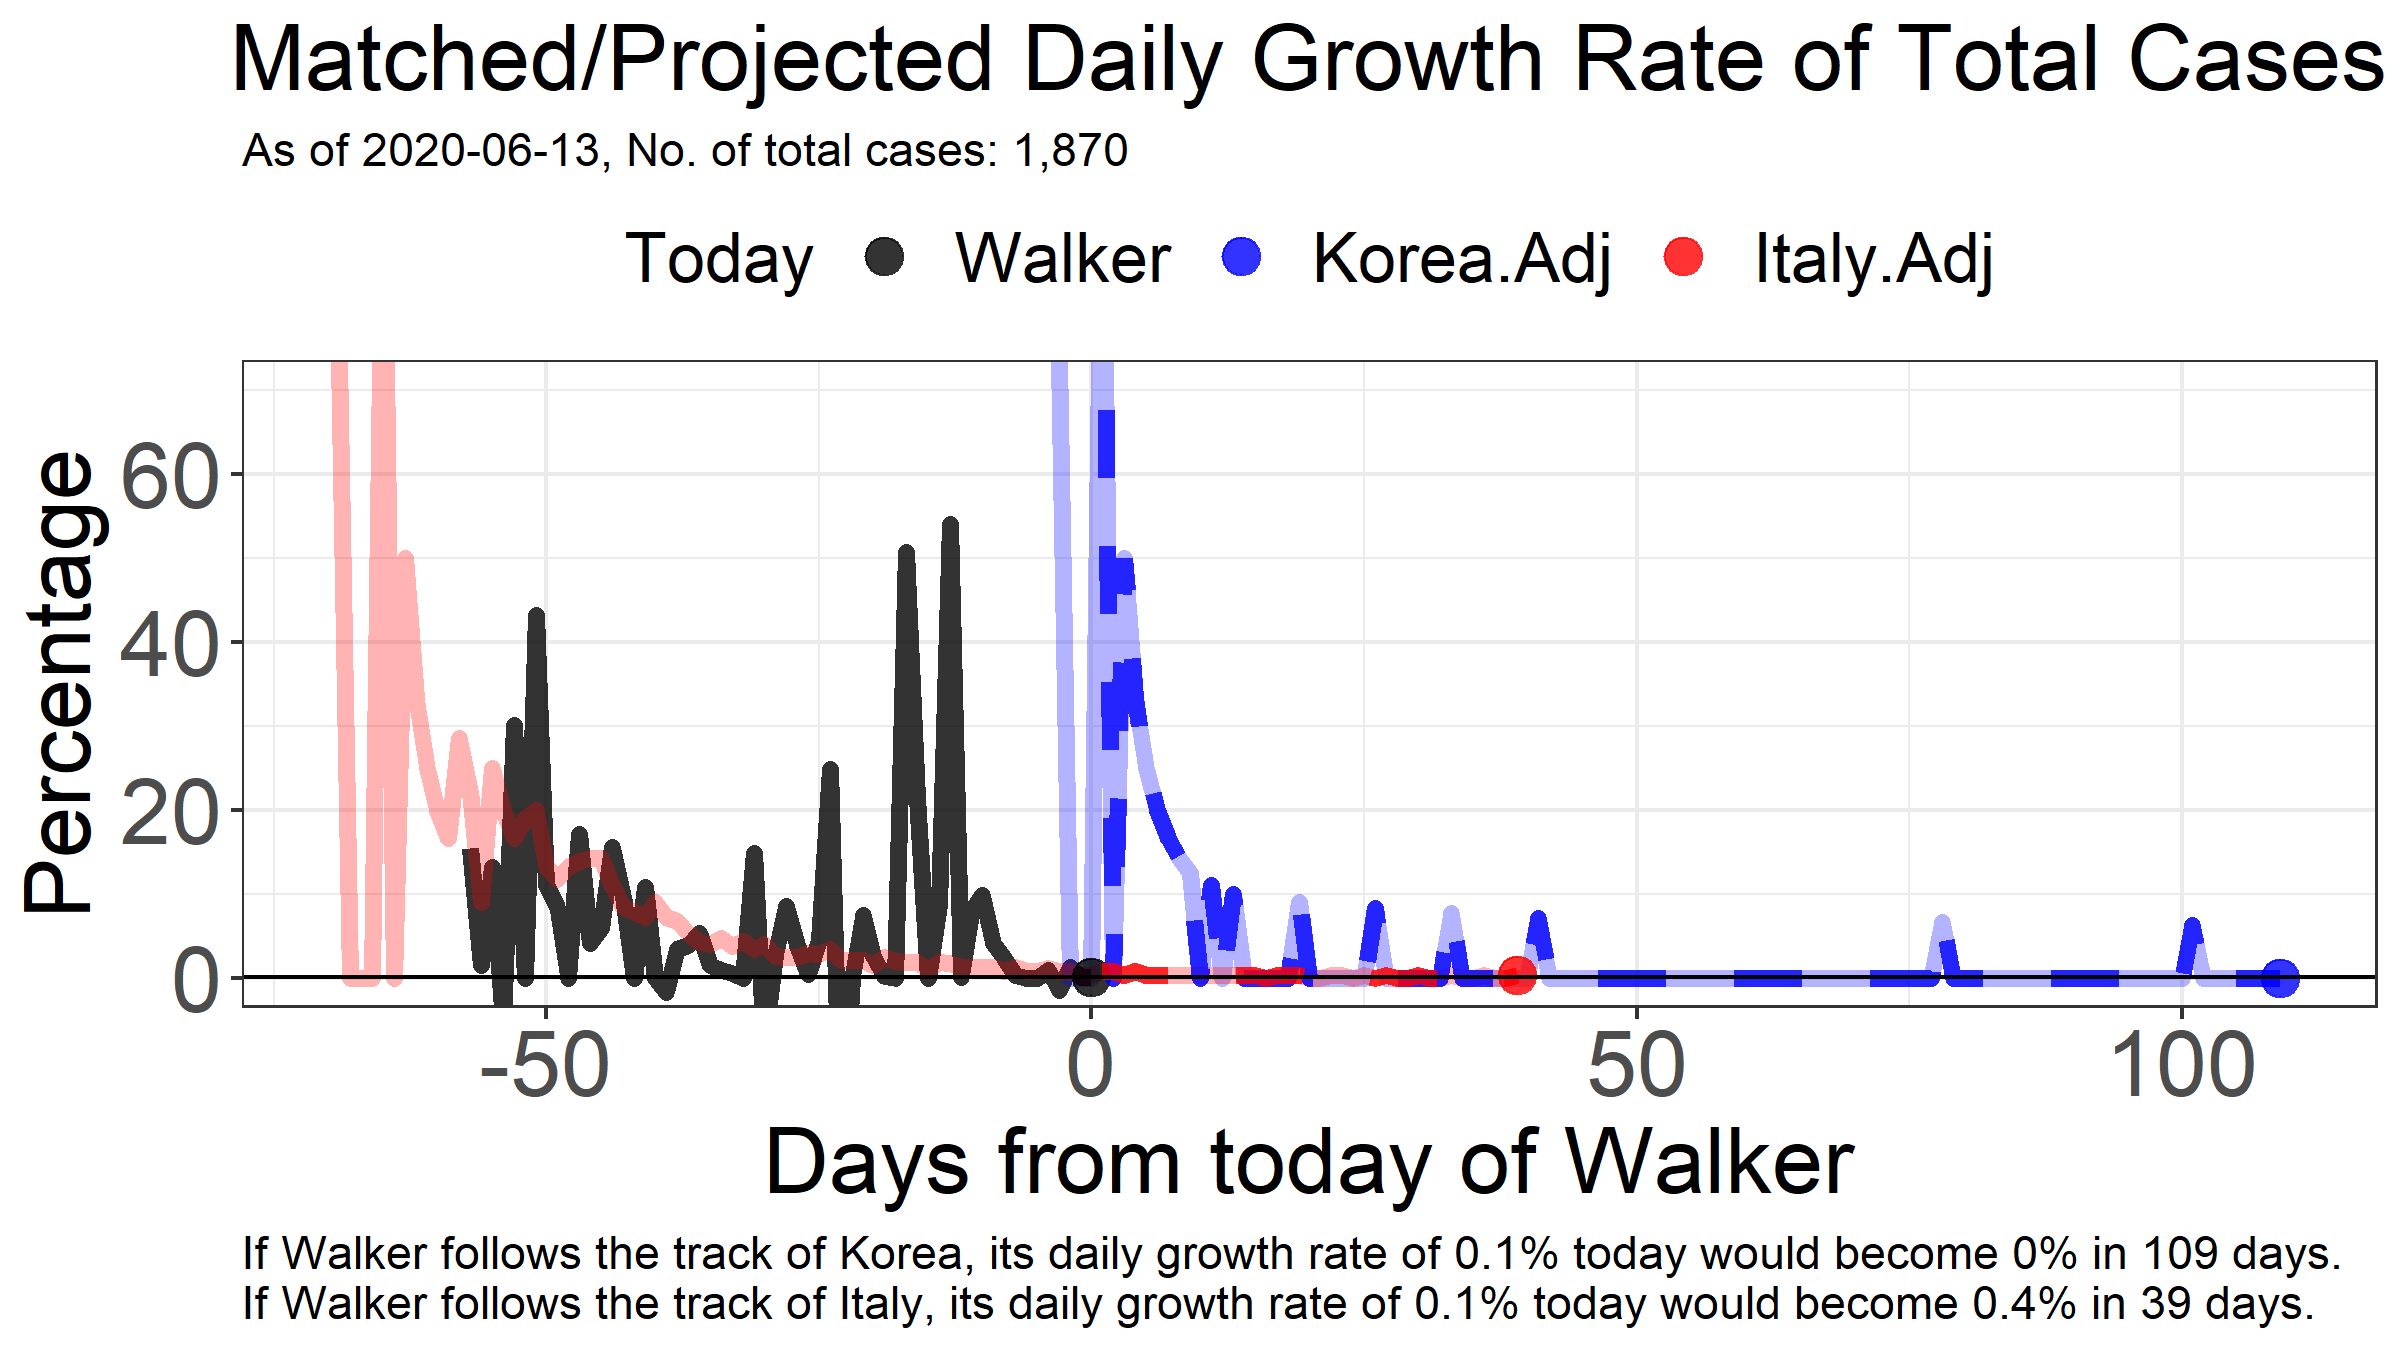 Matched/Projected Daily Growth Rate of Total Cases
As of 2020-06-13, No. of total cases: 1,870
Today Walker Korea.Adj Italy.Adj
Percentage
60
40
20
0
-50 0 50 100
Days from today of Walker
If Walker follows the track of Korea, its daily growth rate of 0.1% today would become 0% in 109 days.
If Walker follows the track of Italy, its daily growth rate of 0.1% today would become 0.4% in 39 days.